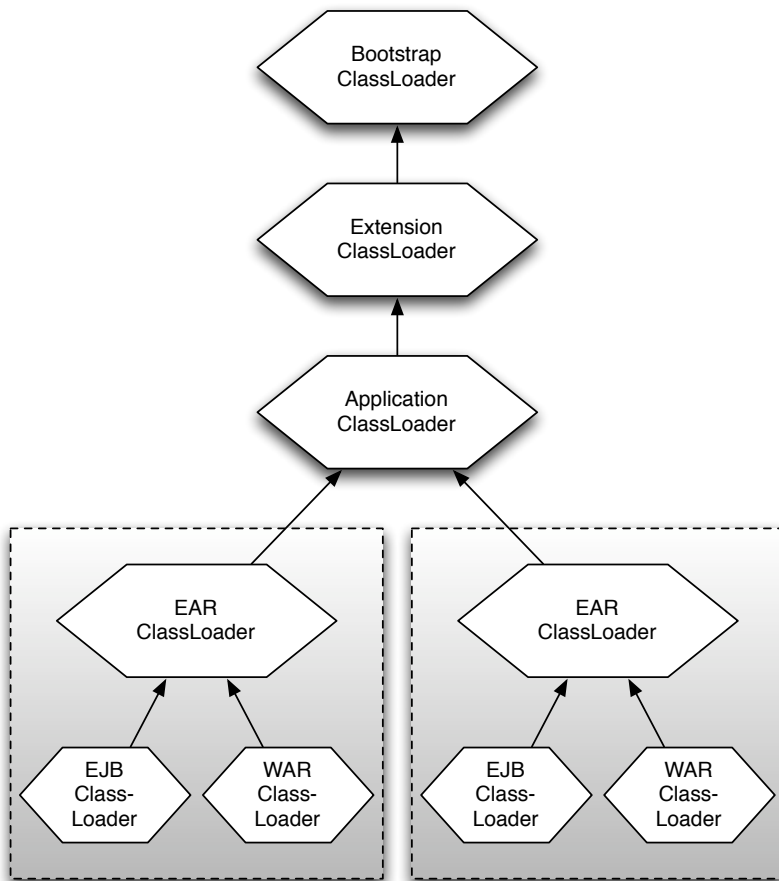 Bootstrap
ClassLoader
Extension
ClassLoader
Application
ClassLoader
EAR
ClassLoader
EAR
ClassLoader
EJB
Class-
Loader
WAR
Class-
Loader
EJB
Class-
Loader
WAR
Class-
Loader